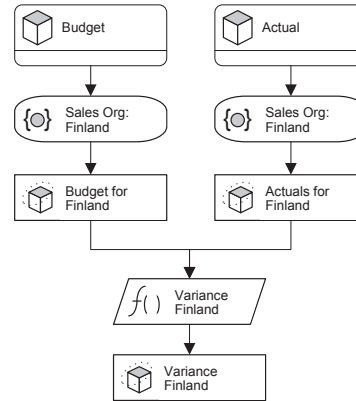 Budget
Actual
{ } Sales Org:
Finland
{ } Sales Org:
Finland
Budget for
Finland
Actuals for
Finland
f( ) Variance
Finland
Variance
Finland